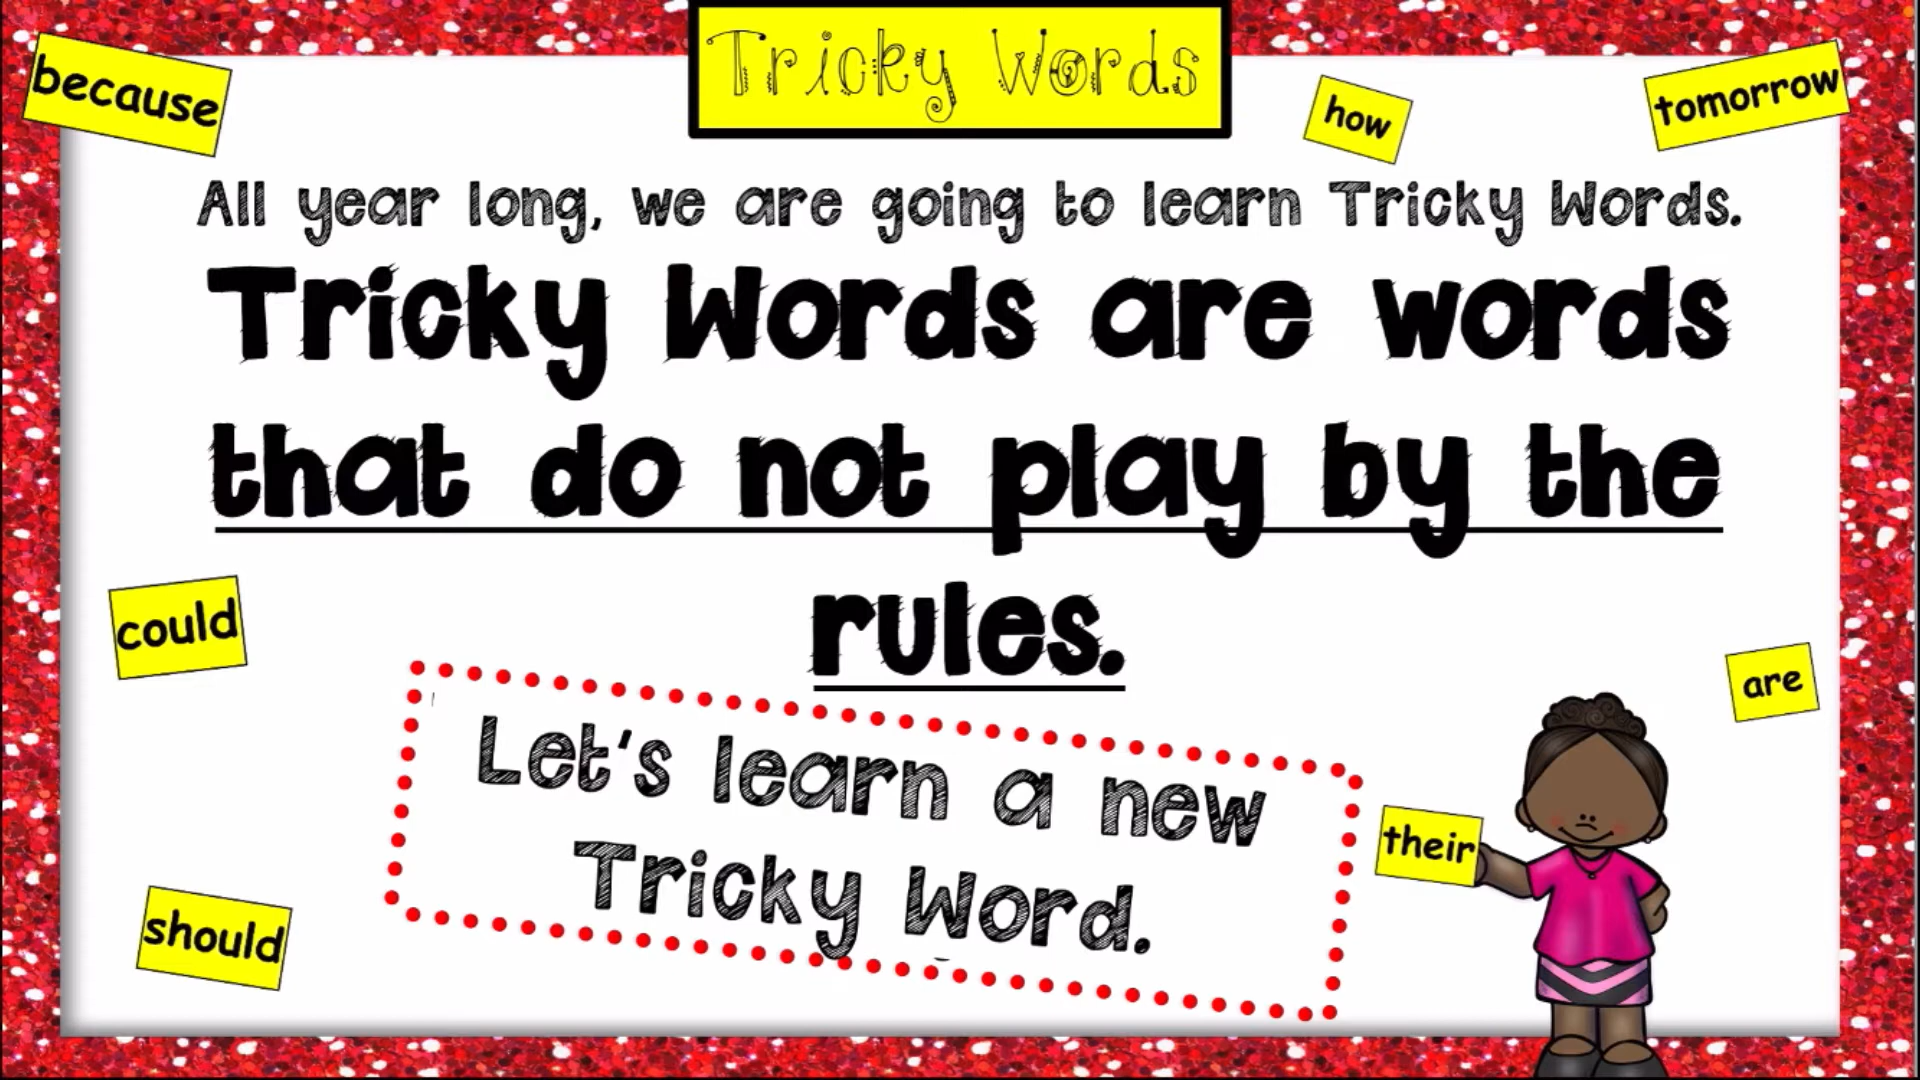 Tricky Words
because
how
tomorrow
All year long, we are going to learn Tricky Words.
Tricky Words are words
that do not play by the
rules.
could
are
Let's learn a new
Tricky Word.
their
should